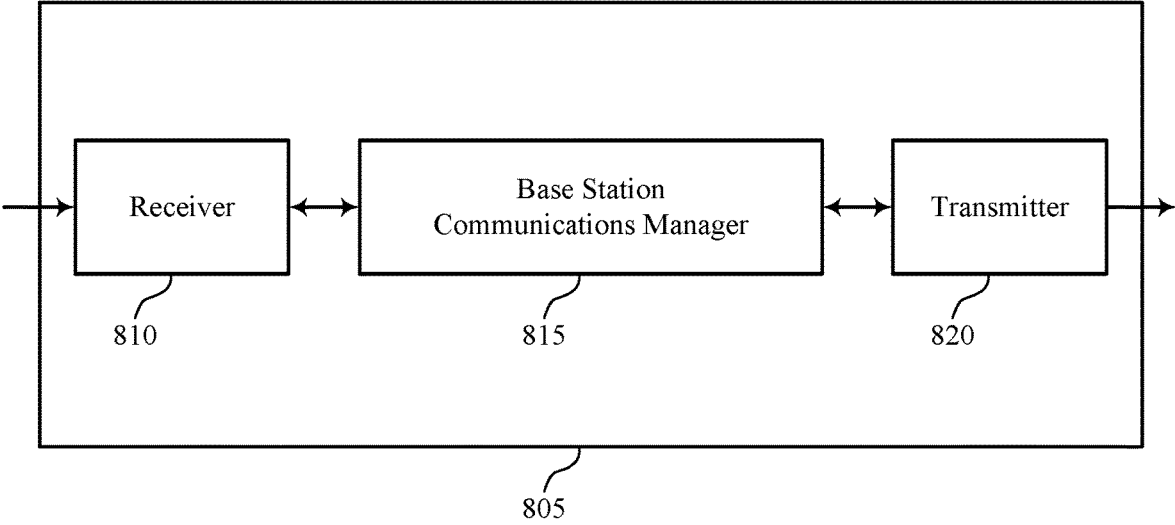 Receiver
Base Station
Communications Manager
Transmitter
810
815
820
805